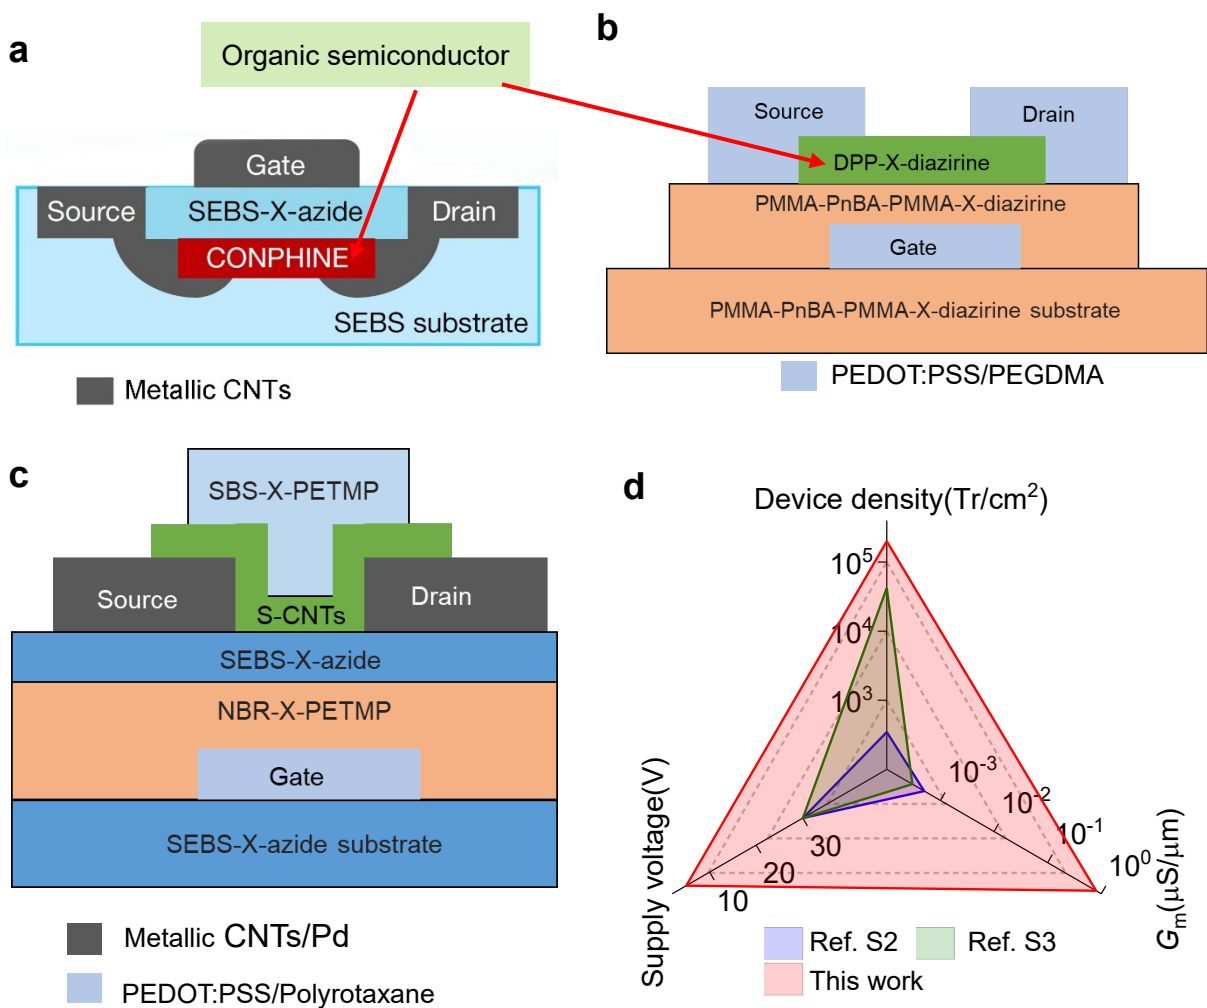 a
Organic semiconductor
Gate
Source
SEBS-X-azide
Drain
CONPHINE
SEBS substrate
Metallic CNTs
b
Source
Drain
DPP-X-diazirine
PMMA-PnBA-PMMA-X-diazirine
Gate
PMMA-PnBA-PMMA-X-diazirine substrate
PEDOT:PSS/PEGDMA
c
SBS-X-PETMP
Source
Drain
S-CNTs
SEBS-X-azide
NBR-X-PETMP
Gate
SEBS-X-azide substrate
Metallic CNTs/Pd
PEDOT:PSS/Polyrotaxane
d
Device density(Tr/cm²)
10⁵
10⁴
10³
Supply voltage(V)
30
20
10
10⁻³
10⁻²
10⁻¹
10⁰
Gₘ(μS/μm)
Ref. S2
Ref. S3
This work